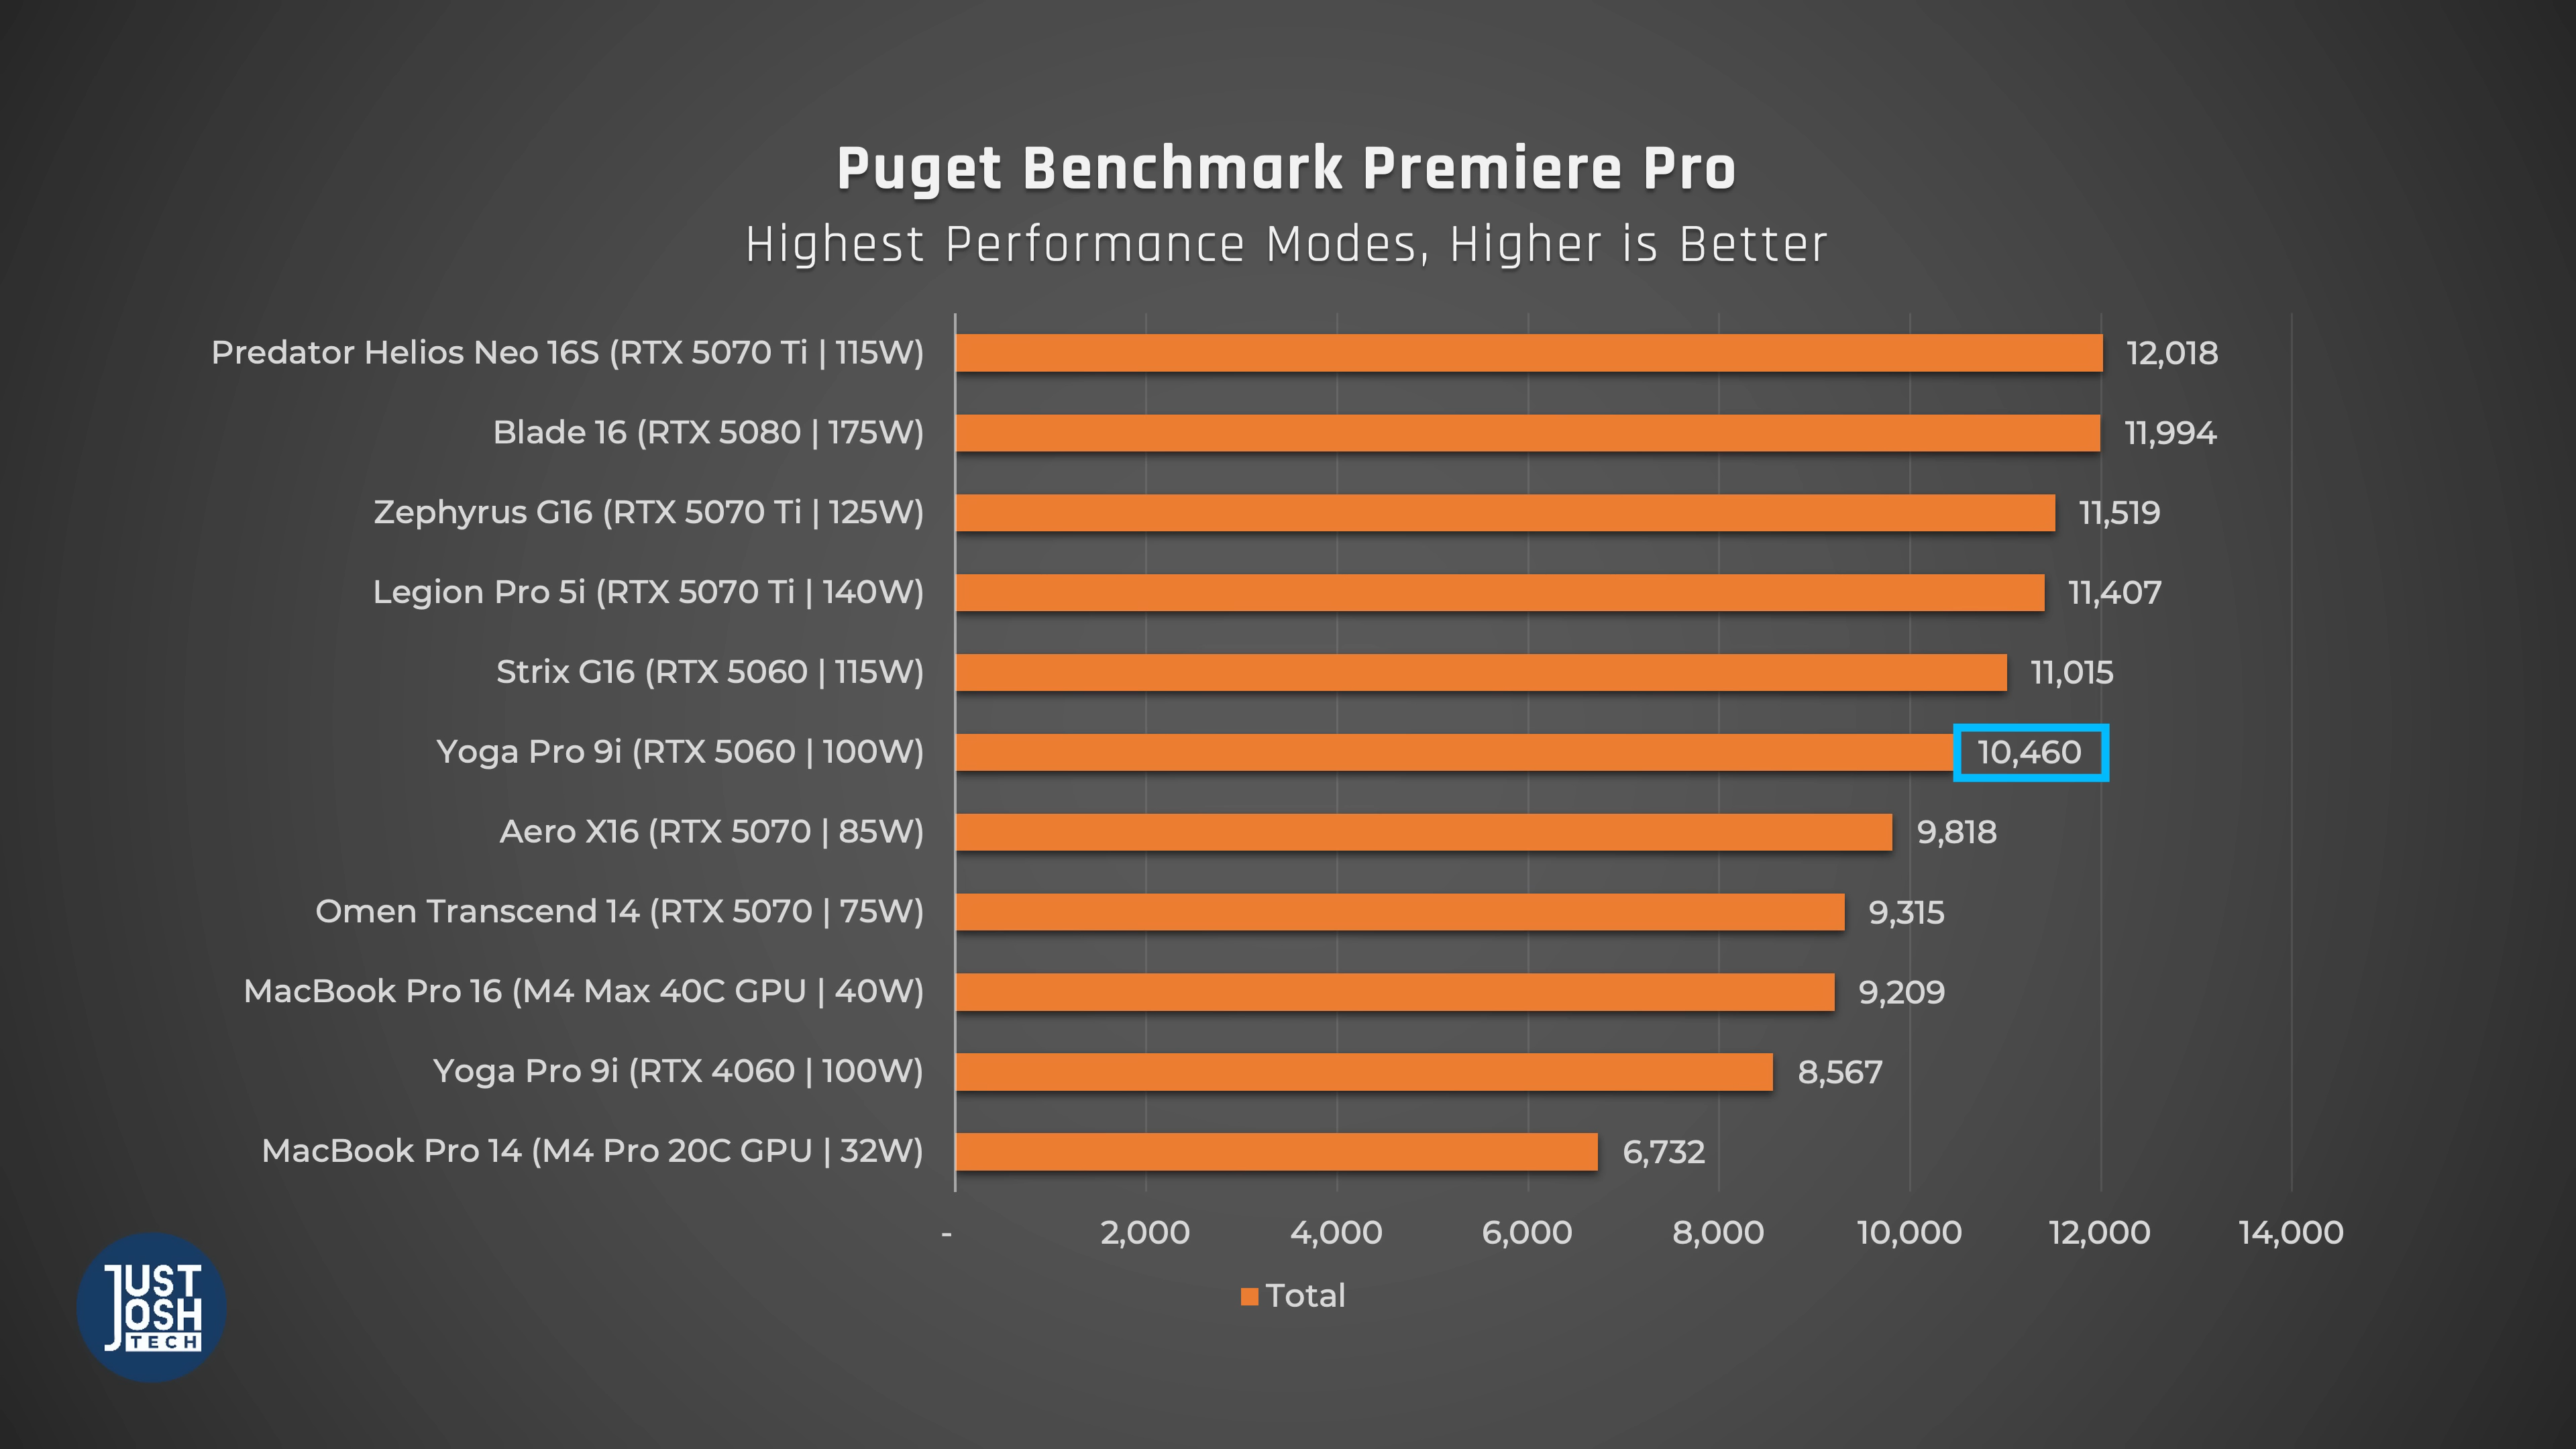 Puget Benchmark Premiere Pro
Highest Performance Modes, Higher is Better
Predator Helios Neo 16S (RTX 5070 Ti | 115W) 12,018
Blade 16 (RTX 5080 | 175W) 11,994
Zephyrus G16 (RTX 5070 Ti | 125W) 11,519
Legion Pro 5i (RTX 5070 Ti | 140W) 11,407
Strix G16 (RTX 5060 | 115W) 11,015
Yoga Pro 9i (RTX 5060 | 100W) 10,460
Aero X16 (RTX 5070 | 85W) 9,818
Omen Transcend 14 (RTX 5070 | 75W) 9,315
MacBook Pro 16 (M4 Max 40C GPU | 40W) 9,209
Yoga Pro 9i (RTX 4060 | 100W) 8,567
MacBook Pro 14 (M4 Pro 20C GPU | 32W) 6,732
- 2,000 4,000 6,000 8,000 10,000 12,000 14,000
Total
JUST
JOSH
TECH